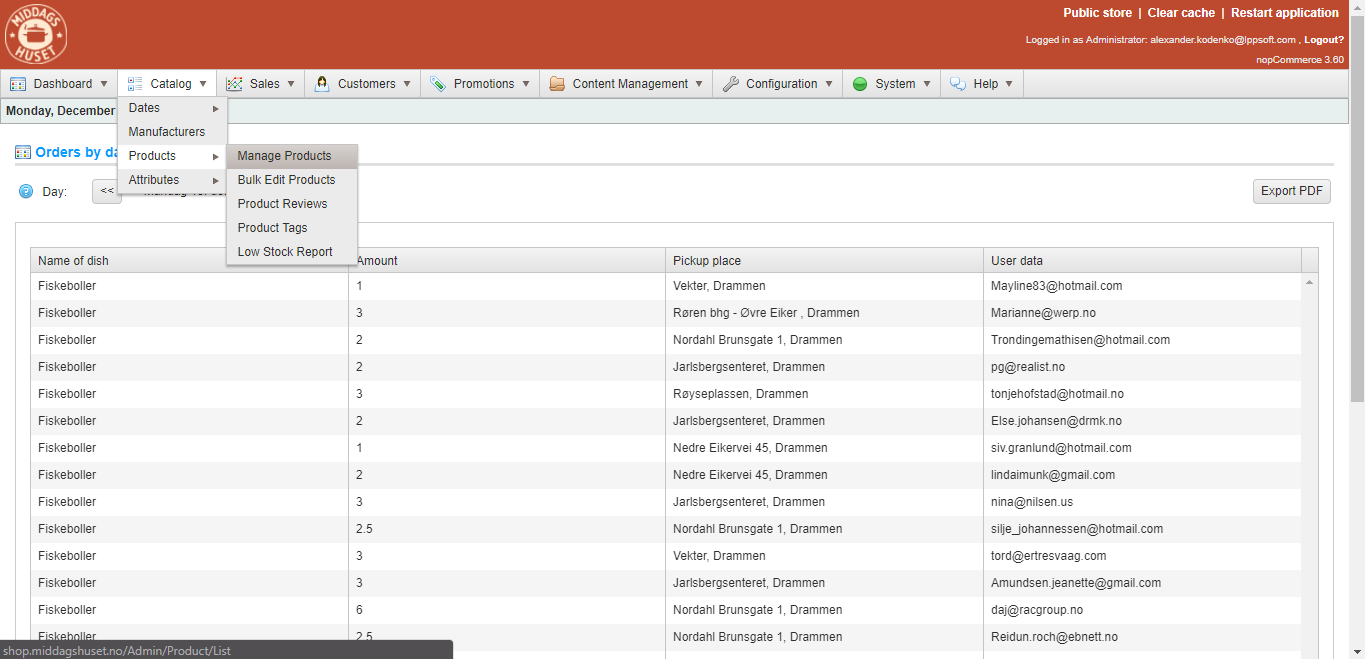 MIDDAGS
HUSET
Public store | Clear cache | Restart application
Logged in as Administrator: alexander.kodenko@lppsoft.com , Logout?
nopCommerce 3.60
Dashboard Catalog Sales Customers Promotions Content Management Configuration System Help
Monday, December
Dates
Manufacturers
Products
Attributes
Manage Products
Bulk Edit Products
Product Reviews
Product Tags
Low Stock Report
Orders by da
Day: <<
Export PDF
Name of dish Amount Pickup place User data
Fiskeboller 1 Vekter, Drammen Mayline83@hotmail.com
Fiskeboller 3 Røren bhg - Øvre Eiker , Drammen Marianne@werp.no
Fiskeboller 2 Nordahl Brunsgate 1, Drammen Trondingemathisen@hotmail.com
Fiskeboller 2 Jarlsbergsenteret, Drammen pg@realist.no
Fiskeboller 3 Røyseplassen, Drammen tonjehofstad@hotmail.no
Fiskeboller 2 Jarlsbergsenteret, Drammen Else.johansen@drmk.no
Fiskeboller 1 Nedre Eikervei 45, Drammen siv.granlund@hotmail.com
Fiskeboller 2 Nedre Eikervei 45, Drammen lindaimunk@gmail.com
Fiskeboller 3 Jarlsbergsenteret, Drammen nina@nilsen.us
Fiskeboller 2.5 Nordahl Brunsgate 1, Drammen silje_johannessen@hotmail.com
Fiskeboller 3 Vekter, Drammen tord@ertresvaag.com
Fiskeboller 3 Jarlsbergsenteret, Drammen Amundsen.jeanette@gmail.com
Fiskeboller 6 Nordahl Brunsgate 1, Drammen daj@racgroup.no
Fiskeboller 2.5 Nordahl Brunsgate 1, Drammen Reidun.roch@ebnett.no
shop.middagshuset.no/Admin/Product/List